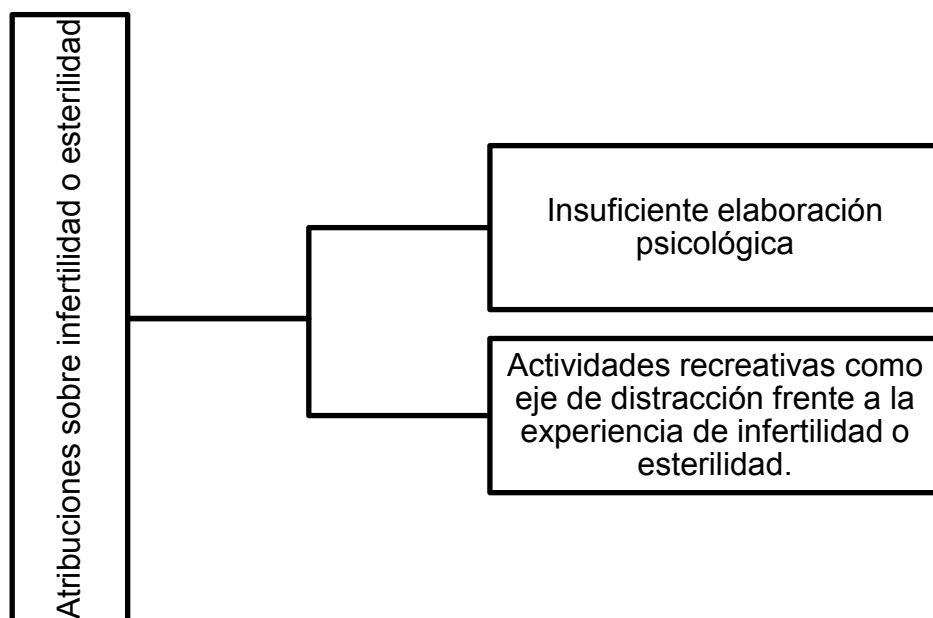 Atribuciones sobre infertilidad o esterilidad
Insuficiente elaboración
psicológica
Actividades recreativas como
eje de distracción frente a la
experiencia de infertilidad o
esterilidad.